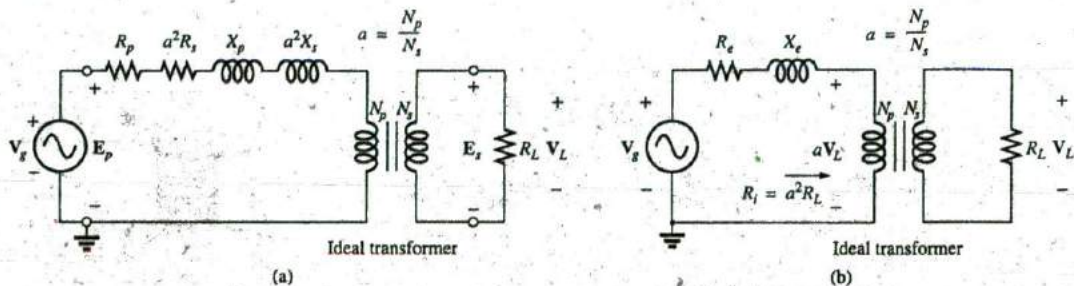 R_p a²R_s X_p a²X_s
a = N_p / N_s
+ +
N_p N_s
+ +
V_g E_p
E_s R_L V_L
− −
− −
Ideal transformer
(a)
R_e X_e
a = N_p / N_s
+ +
N_p N_s
+
V_g
aV_L
R_L V_L
R_i = a²R_L
− − −
Ideal transformer
(b)